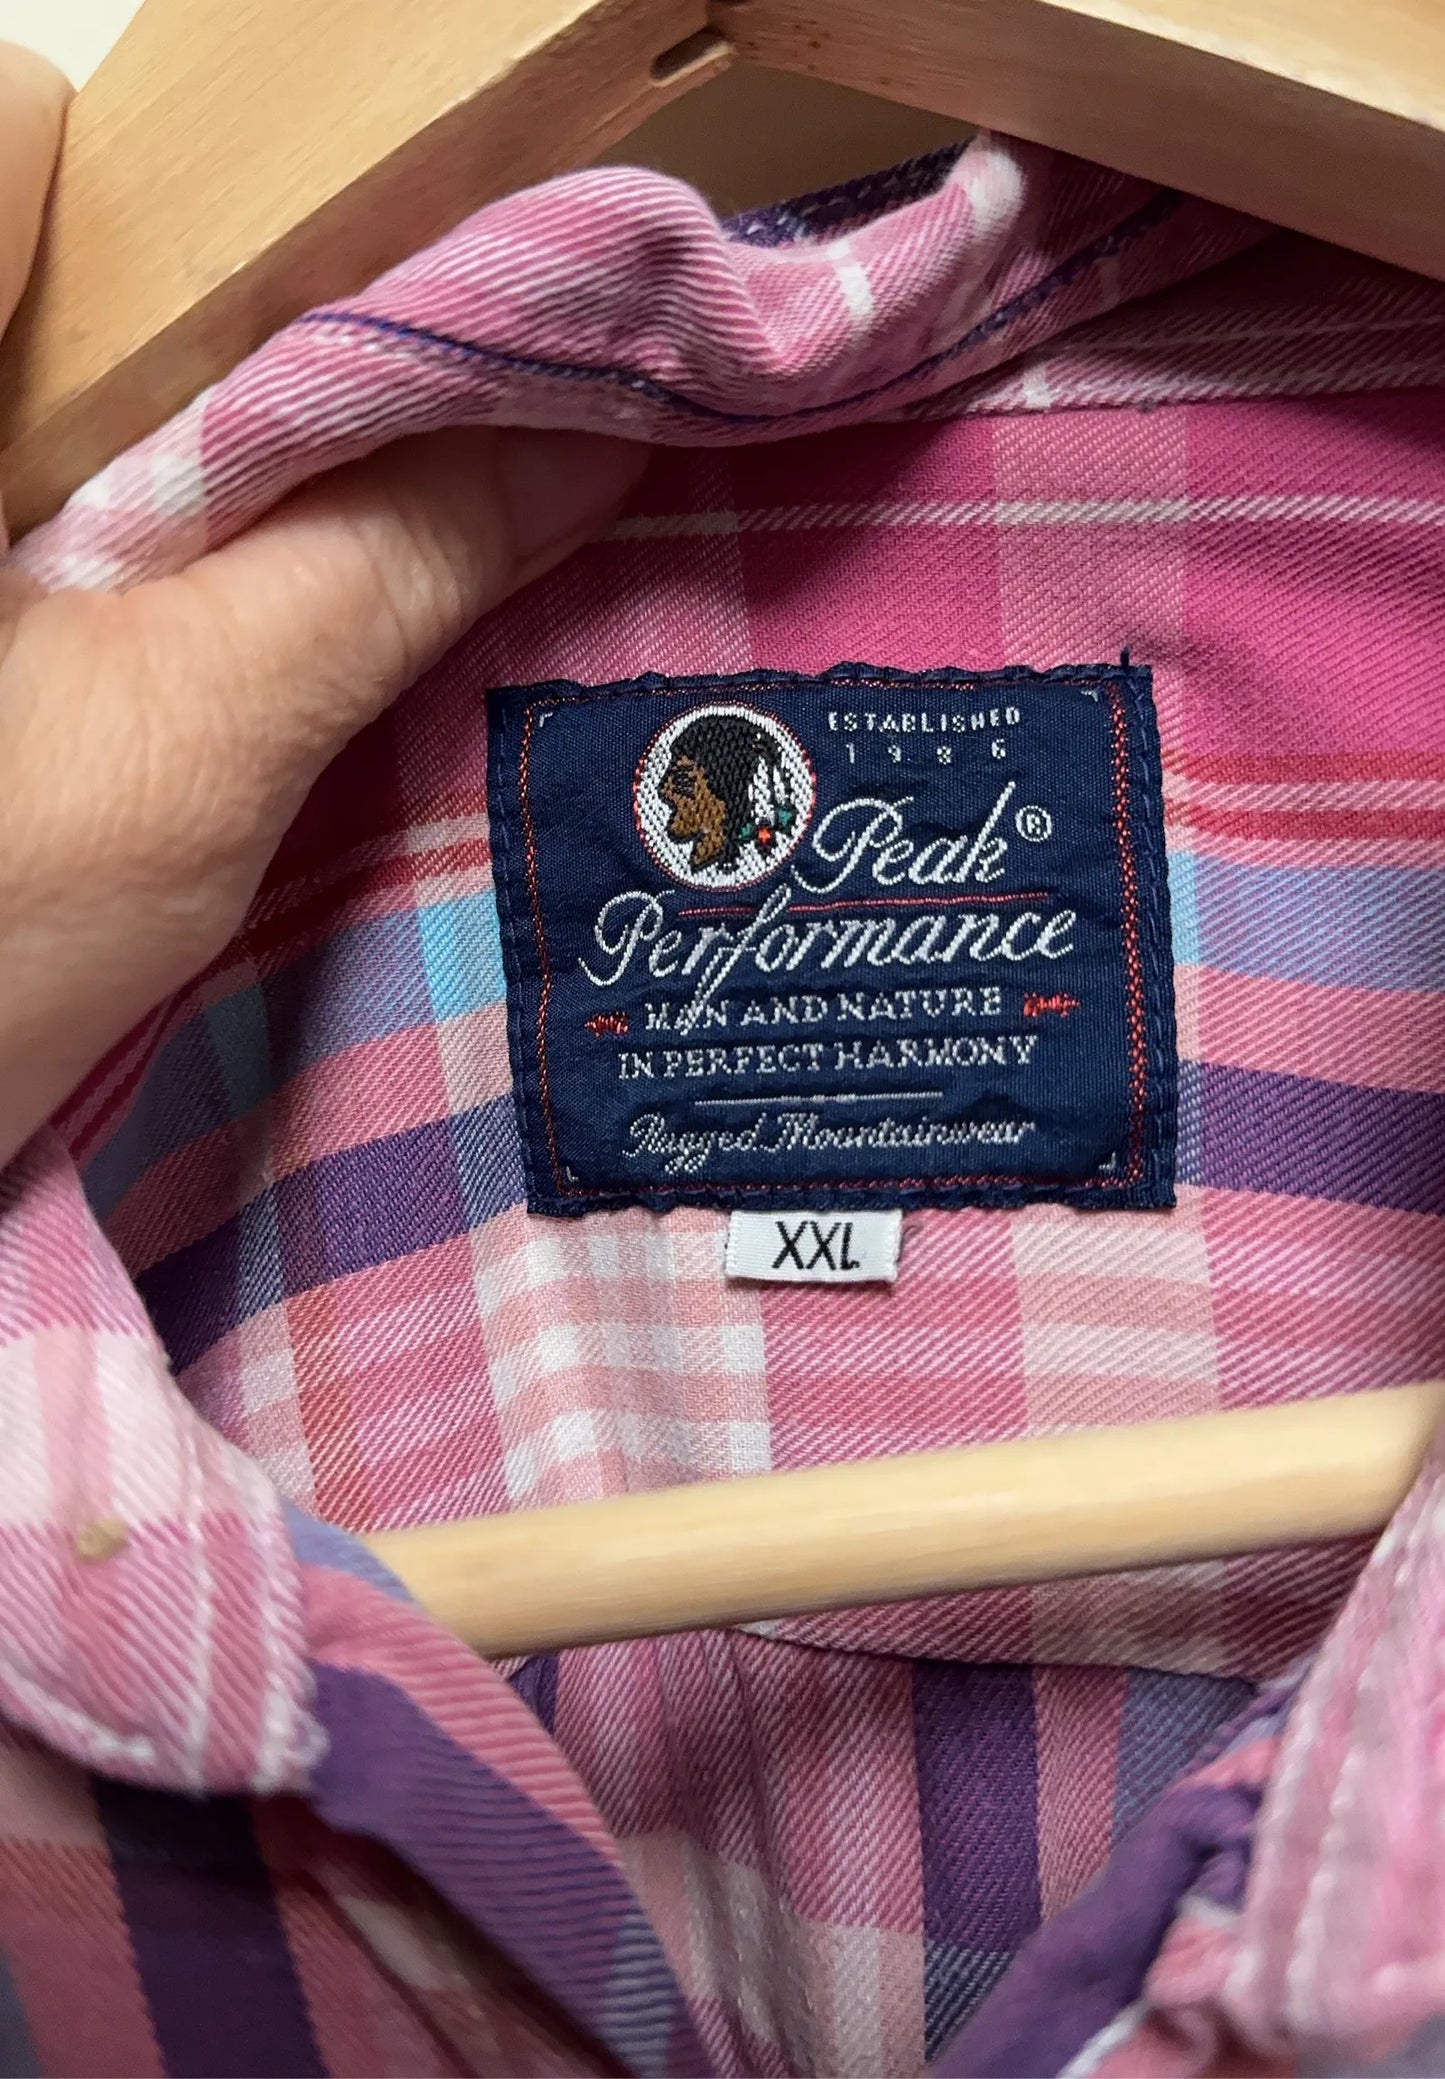 ESTABLISHED
1986
Peak®
Performance
MAN AND NATURE
IN PERFECT HARMONY
Rugged Mountainwear
XXL